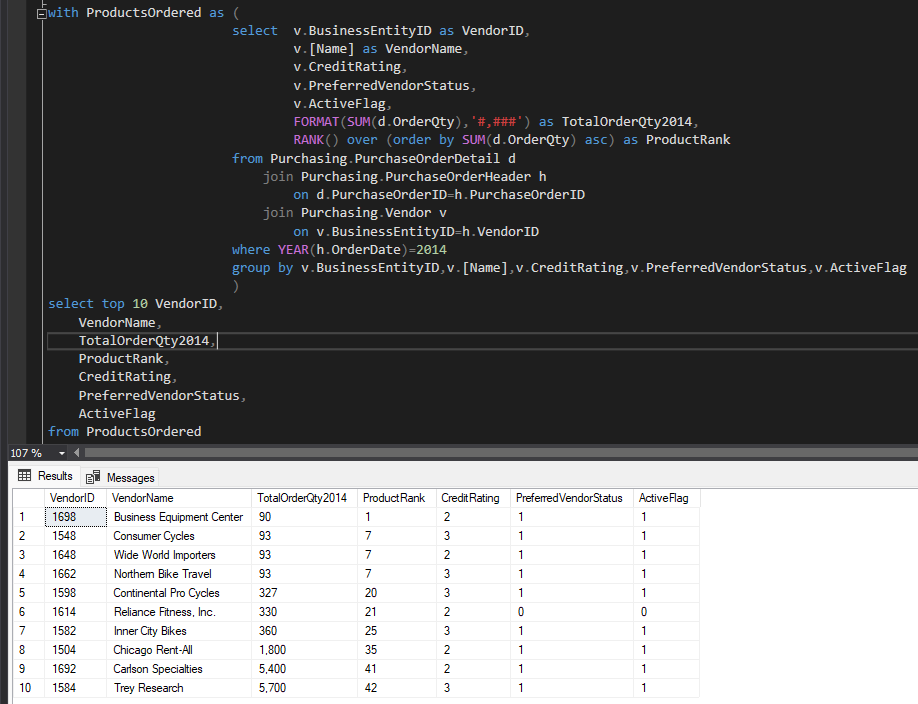 with ProductsOrdered as (
select v.BusinessEntityID as VendorID,
v.[Name] as VendorName,
v.CreditRating,
v.PreferredVendorStatus,
v.ActiveFlag,
FORMAT(SUM(d.OrderQty),'#,###') as TotalOrderQty2014,
RANK() over (order by SUM(d.OrderQty) asc) as ProductRank
from Purchasing.PurchaseOrderDetail d
join Purchasing.PurchaseOrderHeader h
on d.PurchaseOrderID=h.PurchaseOrderID
join Purchasing.Vendor v
on v.BusinessEntityID=h.VendorID
where YEAR(h.OrderDate)=2014
group by v.BusinessEntityID,v.[Name],v.CreditRating,v.PreferredVendorStatus,v.ActiveFlag
)
select top 10 VendorID,
VendorName,
TotalOrderQty2014,
ProductRank,
CreditRating,
PreferredVendorStatus,
ActiveFlag
from ProductsOrdered
107 %
Results Messages
VendorID VendorName TotalOrderQty2014 ProductRank CreditRating PreferredVendorStatus ActiveFlag
1 1698 Business Equipment Center 90 1 2 1 1
2 1548 Consumer Cycles 93 7 3 1 1
3 1648 Wide World Importers 93 7 2 1 1
4 1662 Northern Bike Travel 93 7 3 1 1
5 1598 Continental Pro Cycles 327 20 3 1 1
6 1614 Reliance Fitness, Inc. 330 21 2 0 0
7 1582 Inner City Bikes 360 25 3 1 1
8 1504 Chicago Rent-All 1,800 35 2 1 1
9 1692 Carlson Specialties 5,400 41 2 1 1
10 1584 Trey Research 5,700 42 3 1 1